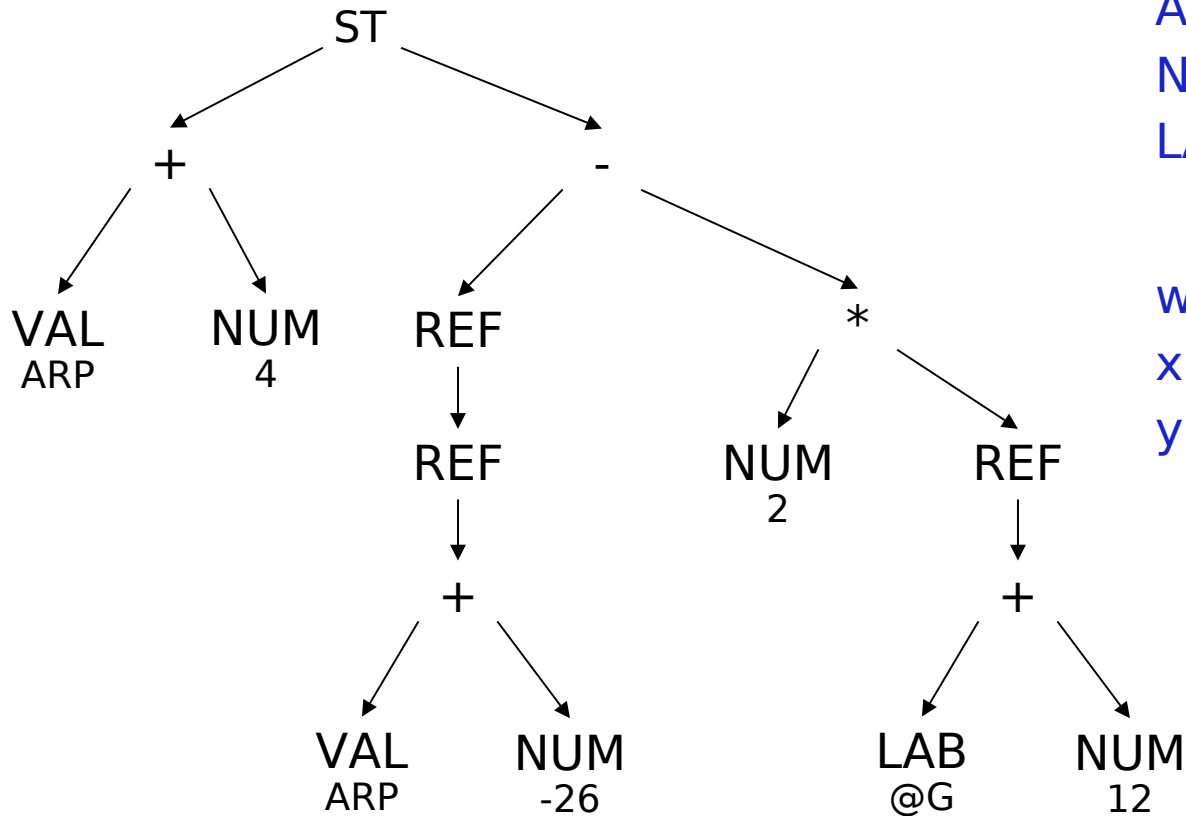 ST
+
-
VAL
ARP
NUM
4
REF
*
REF
NUM
2
REF
+
+
VAL
ARP
NUM
-26
LAB
@G
NUM
12
x
y